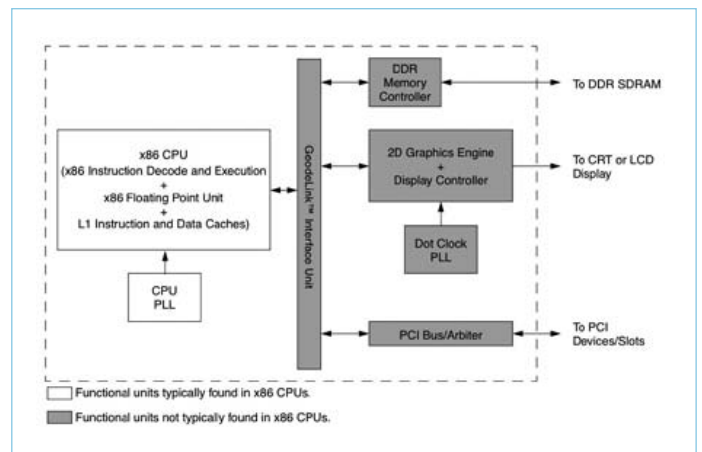 DDR
Memory
Controller
To DDR SDRAM
x86 CPU
(x86 Instruction Decode and Execution
+
x86 Floating Point Unit
+
L1 Instruction and Data Caches)
CPU
PLL
GeodeLink™ Interface Unit
2D Graphics Engine
+
Display Controller
To CRT or LCD
Display
Dot Clock
PLL
PCI Bus/Arbiter
To PCI
Devices/Slots
Functional units typically found in x86 CPUs.
Functional units not typically found in x86 CPUs.